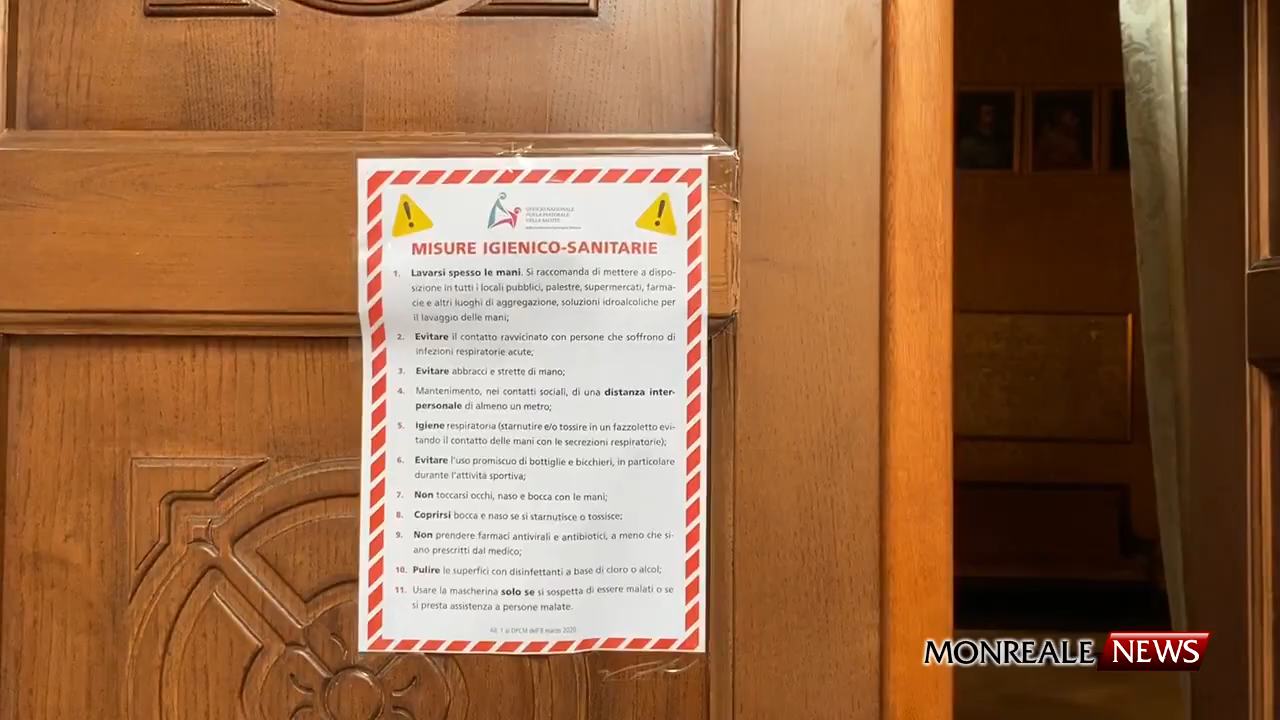 UFFICIO NAZIONALE
PER LA PASTORALE
DELLA SALUTE
MISURE IGIENICO-SANITARIE
1. Lavarsi spesso le mani. Si raccomanda di mettere a dispo-
sizione in tutti i locali pubblici, palestre, supermercati, farma-
cie e altri luoghi di aggregazione, soluzioni idroalcoliche per
il lavaggio delle mani;
2. Evitare il contatto ravvicinato con persone che soffrono di
infezioni respiratorie acute;
3. Evitare abbracci e strette di mano;
4. Mantenimento, nei contatti sociali, di una distanza inter-
personale di almeno un metro;
5. Igiene respiratoria (starnutire e/o tossire in un fazzoletto evi-
tando il contatto delle mani con le secrezioni respiratorie);
6. Evitare l'uso promiscuo di bottiglie e bicchieri, in particolare
durante l'attività sportiva;
7. Non toccarsi occhi, naso e bocca con le mani;
8. Coprirsi bocca e naso se si starnutisce o tossisce;
9. Non prendere farmaci antivirali e antibiotici, a meno che si-
ano prescritti dal medico;
10. Pulire le superfici con disinfettanti a base di cloro o alcol;
11. Usare la mascherina solo se si sospetta di essere malati o se
si presta assistenza a persone malate.
All. 1 al DPCM dell'8 marzo 2020
MONREALE NEWS